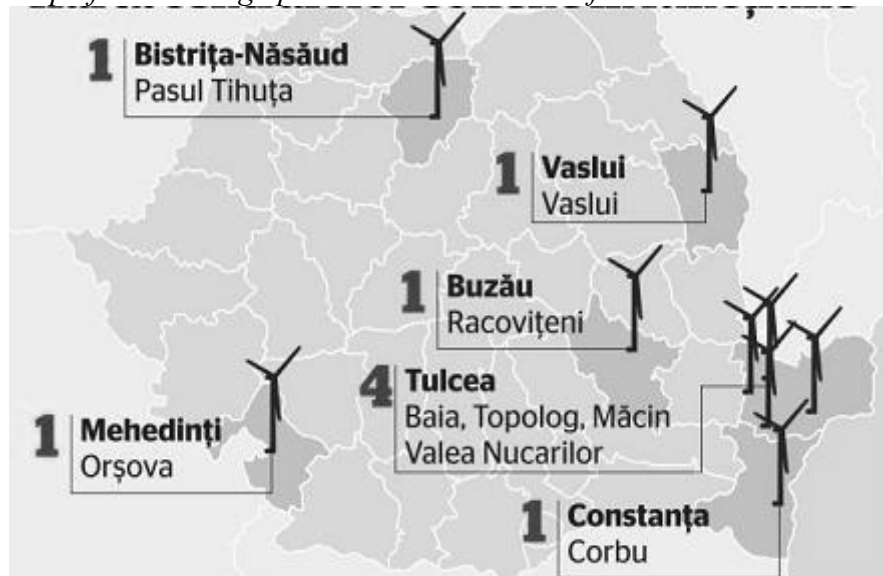 1 Bistrița-Năsăud
Pasul Tihuța
1 Vaslui
Vaslui
1 Buzău
Racovițeni
4 Tulcea
Baia, Topolog, Măcin
Valea Nucarilor
1 Mehedinți
Orșova
1 Constanța
Corbu